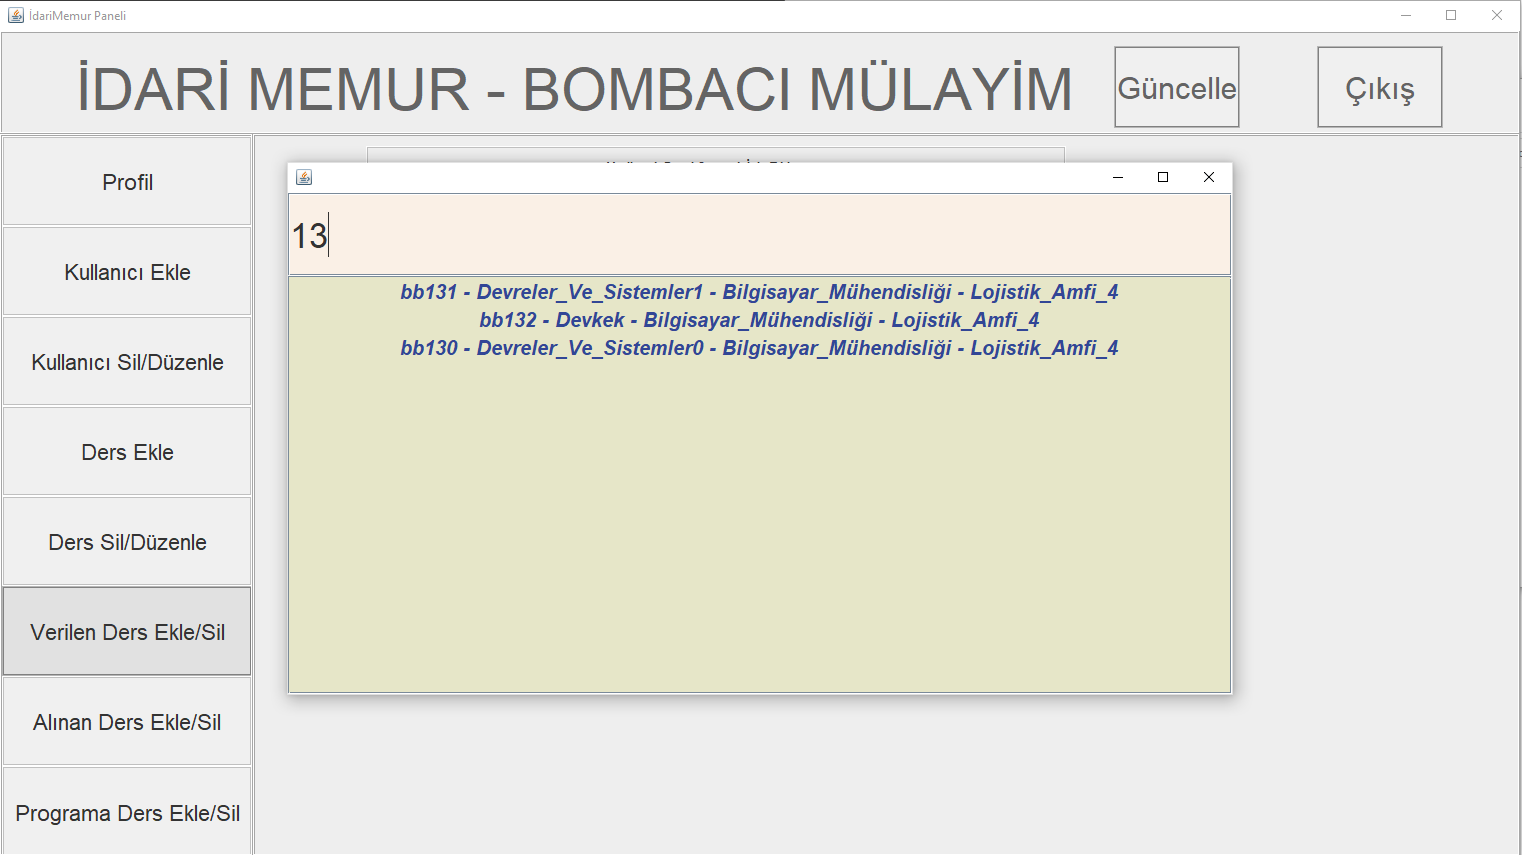 İdariMemur Paneli
İDARİ MEMUR - BOMBACI MÜLAYİM
Güncelle
Çıkış
Profil
Kullanıcı Ekle
Kullanıcı Sil/Düzenle
Ders Ekle
Ders Sil/Düzenle
Verilen Ders Ekle/Sil
Alınan Ders Ekle/Sil
Programa Ders Ekle/Sil
13
bb131 - Devreler_Ve_Sistemler1 - Bilgisayar_Mühendisliği - Lojistik_Amfi_4
bb132 - Devkek - Bilgisayar_Mühendisliği - Lojistik_Amfi_4
bb130 - Devreler_Ve_Sistemler0 - Bilgisayar_Mühendisliği - Lojistik_Amfi_4